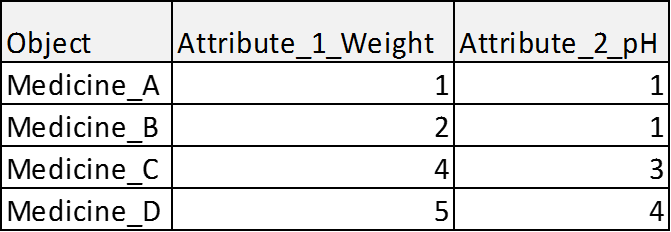 Object Attribute_1_Weight Attribute_2_pH
Medicine_A 1 1
Medicine_B 2 1
Medicine_C 4 3
Medicine_D 5 4